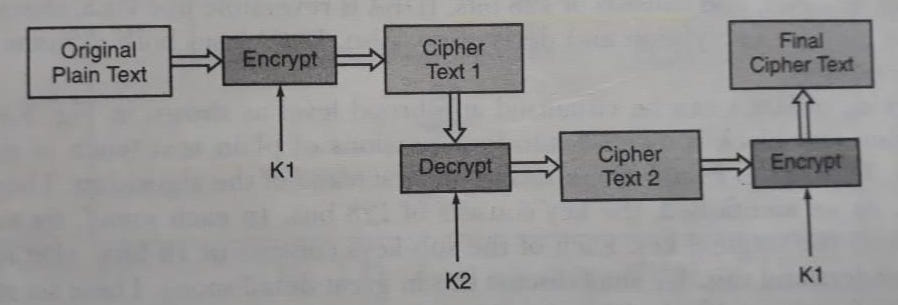 Original
Plain Text
Encrypt
Cipher
Text 1
Final
Cipher Text
K1
Decrypt
Cipher
Text 2
Encrypt
K2
K1